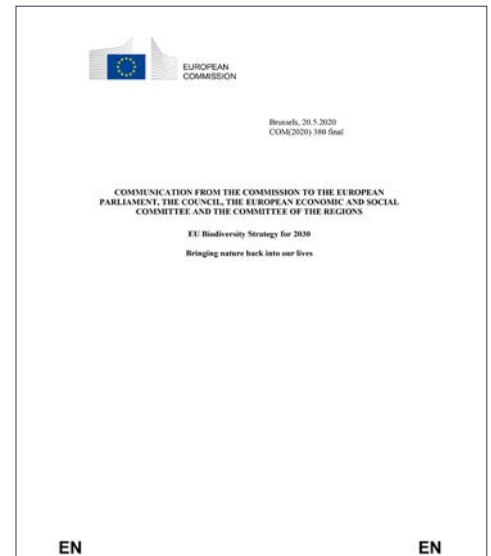 EUROPEAN
COMMISSION
Brussels, 20.5.2020
COM(2020) 380 final
COMMUNICATION FROM THE COMMISSION TO THE EUROPEAN
PARLIAMENT, THE COUNCIL, THE EUROPEAN ECONOMIC AND SOCIAL
COMMITTEE AND THE COMMITTEE OF THE REGIONS
EU Biodiversity Strategy for 2030
Bringing nature back into our lives
EN EN